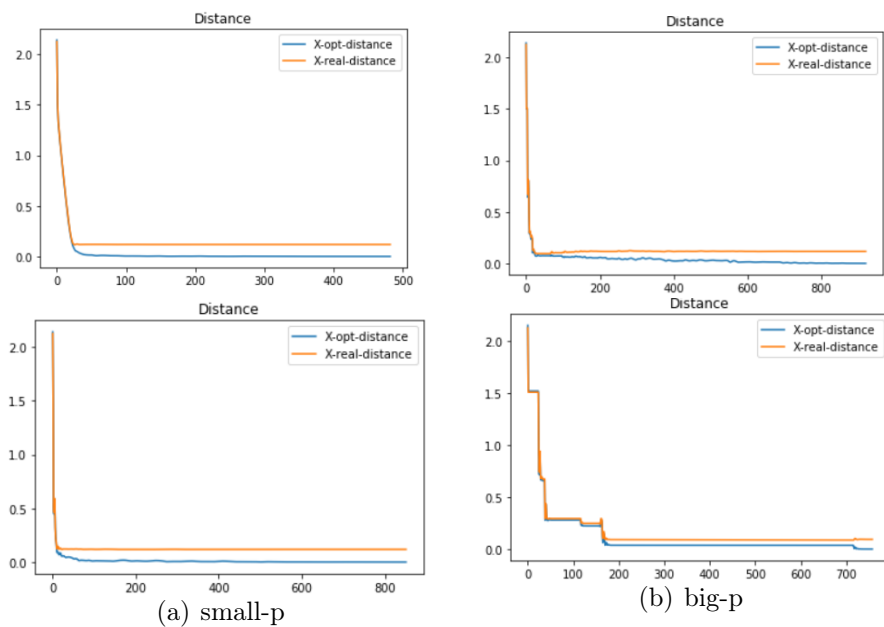 Distance
X-opt-distance
X-real-distance
2.0
1.5
1.0
0.5
0.0
0 100 200 300 400 500
Distance
X-opt-distance
X-real-distance
2.0
1.5
1.0
0.5
0.0
0 200 400 600 800
Distance
X-opt-distance
X-real-distance
2.0
1.5
1.0
0.5
0.0
0 200 400 600 800
Distance
X-opt-distance
X-real-distance
2.0
1.5
1.0
0.5
0.0
0 100 200 300 400 500 600 700
(a) small-p
(b) big-p